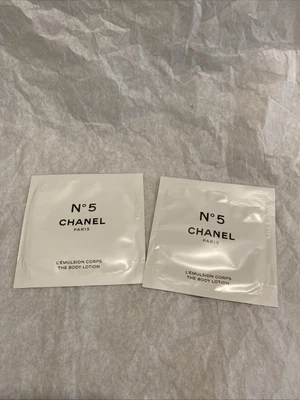 N°5
CHANEL
PARIS
L'ÉMULSION CORPS
THE BODY LOTION
N°5
CHANEL
PARIS
L'ÉMULSION CORPS
THE BODY LOTION